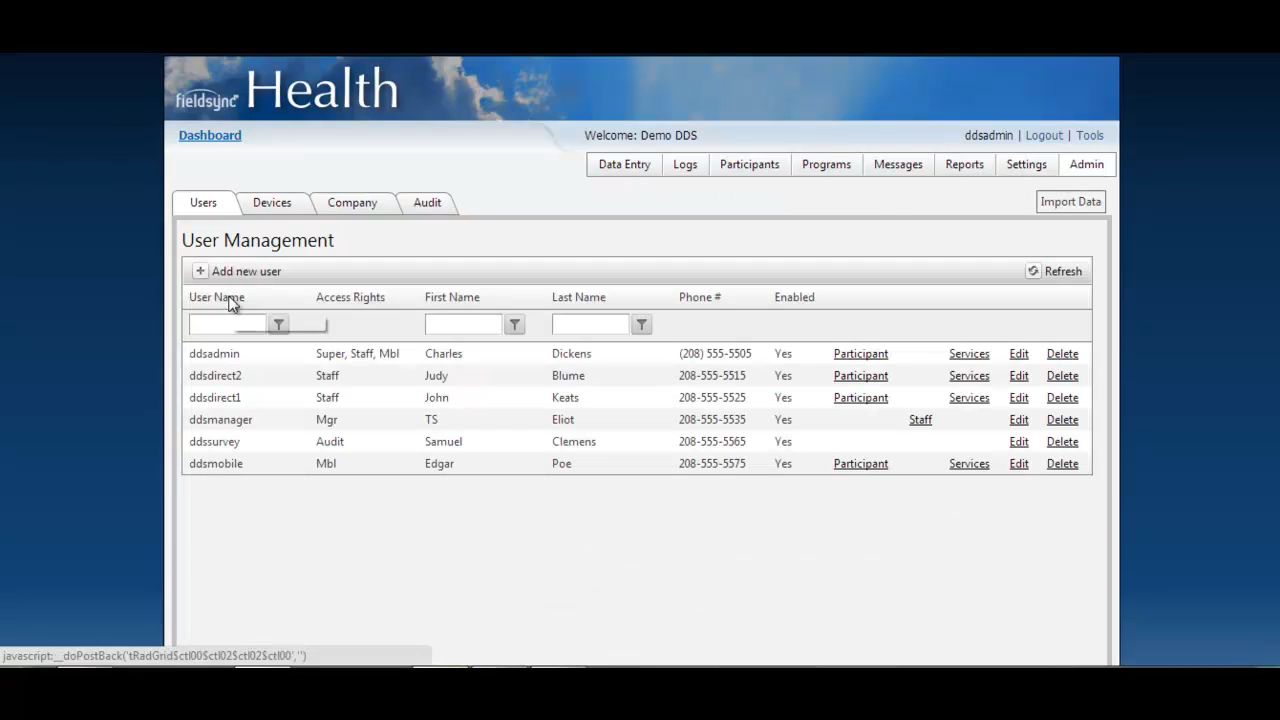 fieldsync Health
Dashboard Welcome: Demo DDS ddsadmin | Logout | Tools
Data Entry Logs Participants Programs Messages Reports Settings Admin
Users Devices Company Audit Import Data
User Management
Add new user Refresh
User Name Access Rights First Name Last Name Phone # Enabled
ddsadmin Super, Staff, Mbl Charles Dickens (208) 555-5505 Yes Participant Services Edit Delete
ddsdirect2 Staff Judy Blume 208-555-5515 Yes Participant Services Edit Delete
ddsdirect1 Staff John Keats 208-555-5525 Yes Participant Services Edit Delete
ddsmanager Mgr TS Eliot 208-555-5535 Yes Staff Edit Delete
ddssurvey Audit Samuel Clemens 208-555-5565 Yes Edit Delete
ddsmobile Mbl Edgar Poe 208-555-5575 Yes Participant Services Edit Delete
javascript:__doPostBack('tRadGrid$ctl00$ctl02$ctl02$ctl00','')